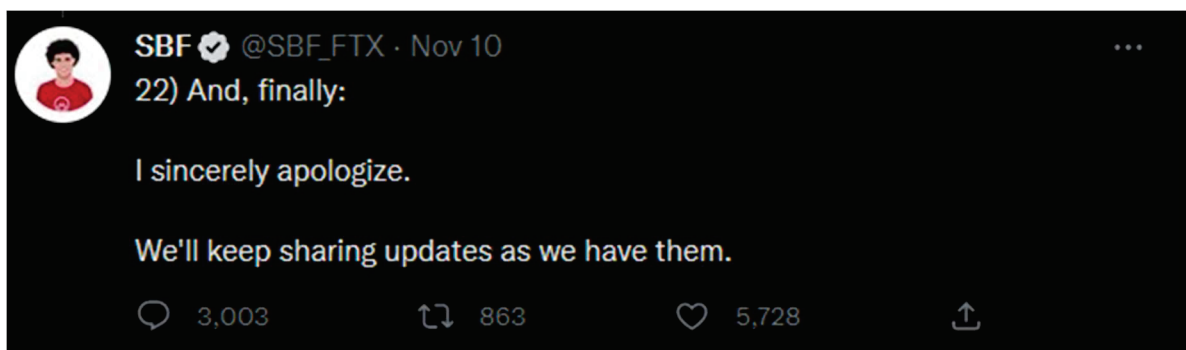 SBF @SBF_FTX · Nov 10
22) And, finally:
I sincerely apologize.
We'll keep sharing updates as we have them.
3,003 863 5,728